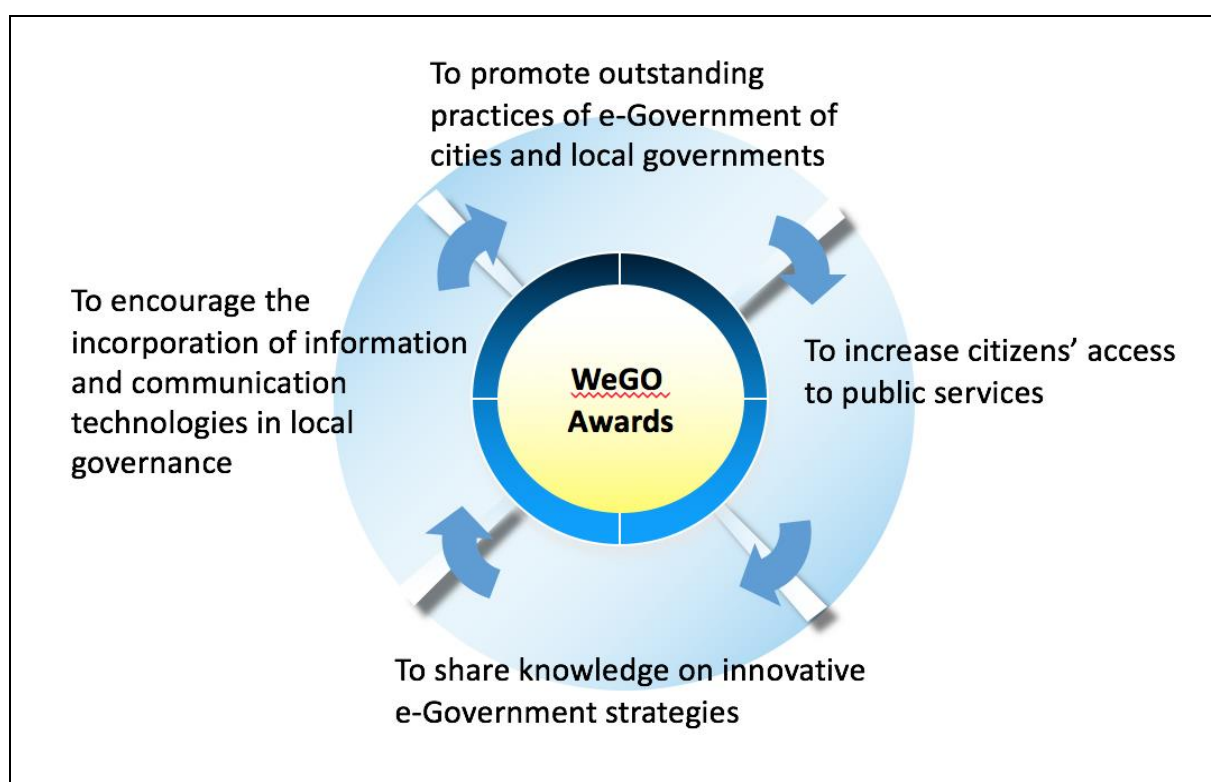 To promote outstanding
practices of e-Government of
cities and local governments
To increase citizens’ access
to public services
To share knowledge on innovative
e-Government strategies
To encourage the
incorporation of information
and communication
technologies in local
governance
WeGO
Awards